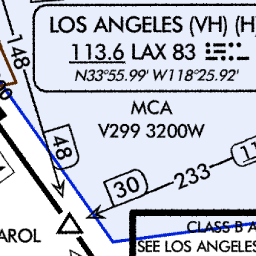 LOS ANGELES (VH) (H)
113.6 LAX 83
N33°55.99' W118°25.92'
148
MCA
V299 3200W
48
30
233
AROL
CLASS B A
SEE LOS ANGELES